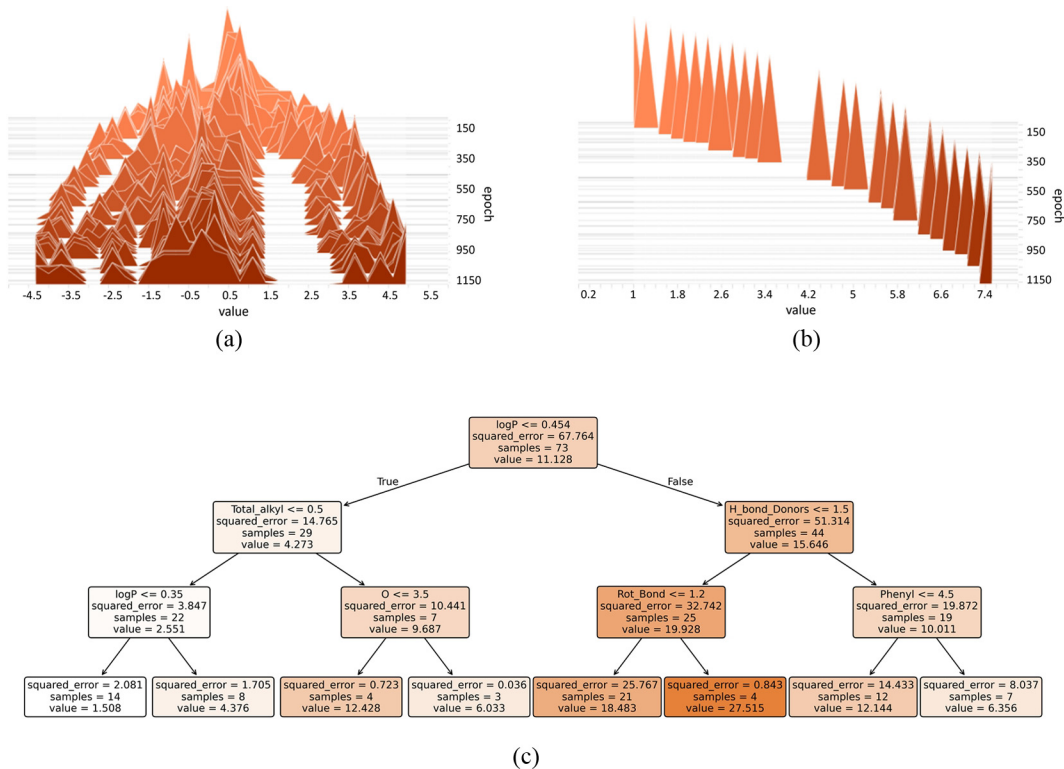 150
350
550
750
950
1150
epoch
-4.5 -3.5 -2.5 -1.5 -0.5 0.5 1.5 2.5 3.5 4.5 5.5
value
(a)
150
350
550
750
950
1150
epoch
0.2 1 1.8 2.6 3.4 4.2 5 5.8 6.6 7.4
value
(b)
logP <= 0.454
squared_error = 67.764
samples = 73
value = 11.128
True
False
Total_alkyl <= 0.5
squared_error = 14.765
samples = 29
value = 4.273
H_bond_Donors <= 1.5
squared_error = 51.314
samples = 44
value = 15.646
logP <= 0.35
squared_error = 3.847
samples = 22
value = 2.551
O <= 3.5
squared_error = 10.441
samples = 7
value = 9.687
Rot_Bond <= 1.2
squared_error = 32.742
samples = 25
value = 19.928
Phenyl <= 4.5
squared_error = 19.872
samples = 19
value = 10.011
squared_error = 2.081
samples = 14
value = 1.508
squared_error = 1.705
samples = 8
value = 4.376
squared_error = 0.723
samples = 4
value = 12.428
squared_error = 0.036
samples = 3
value = 6.033
squared_error = 25.767
samples = 21
value = 18.483
squared_error = 0.843
samples = 4
value = 27.515
squared_error = 14.433
samples = 12
value = 12.144
squared_error = 8.037
samples = 7
value = 6.356
(c)